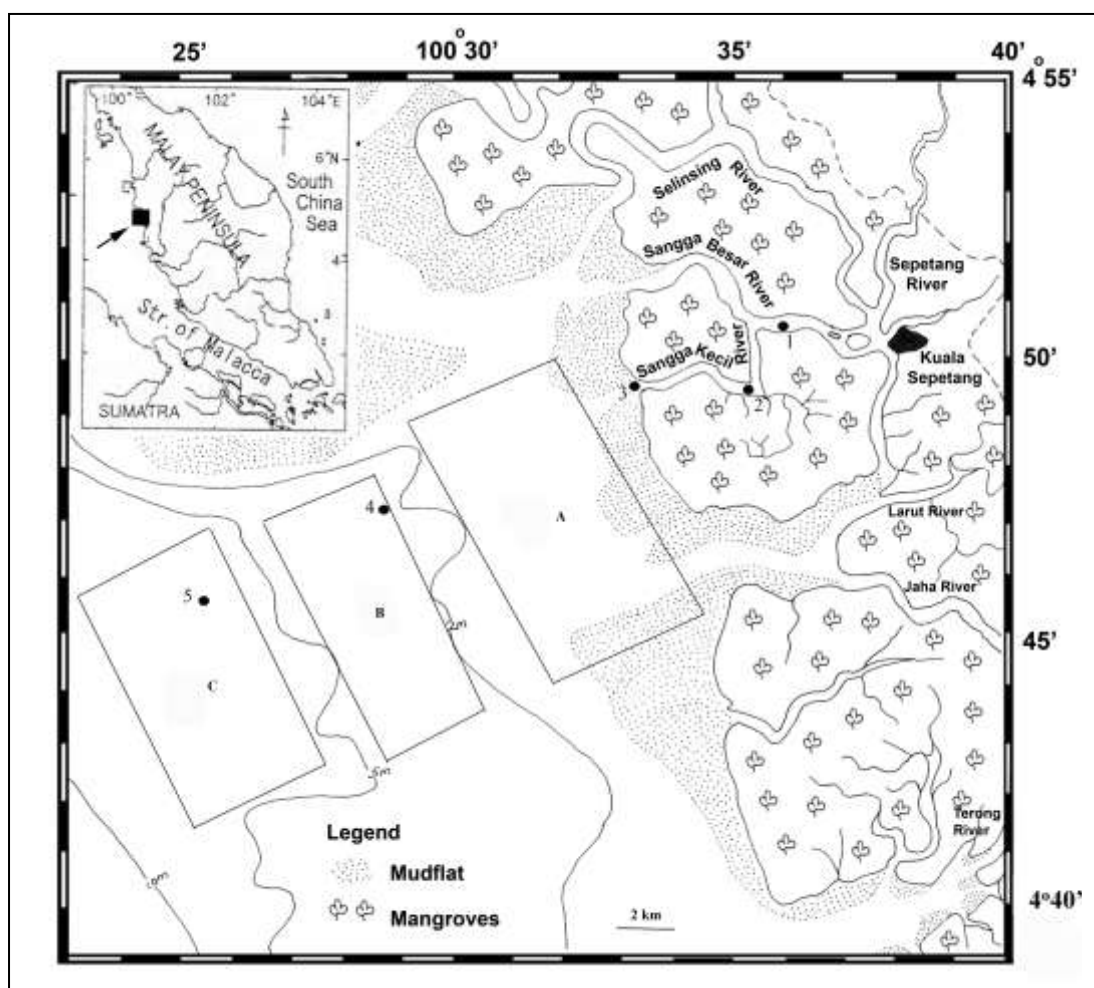 25’ 100° 30’ 35’ 40’
4° 55’
100 102 104°E
6°N
MALAY PENINSULA
South
China
Sea
4
Str. of Malacca
SUMATRA
Selinsing
River
Sangga Besar River
Sepetang
River
1
50’
Sangga Kecil River
Kuala
Sepetang
3
2
4
A
Larut River
5
B
2m
Jaha River
45’
C
5m
Terong
River
Legend
Mudflat
4°40’
Mangroves
2 km